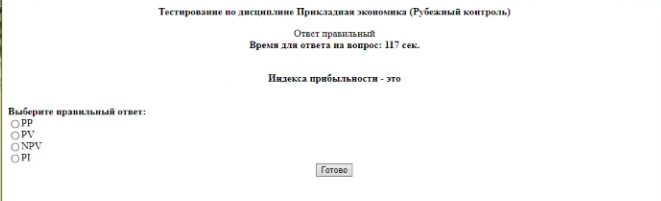 Тестирование по дисциплине Прикладная экономика (Рубежный контроль)
Ответ правильный
Время для ответа на вопрос: 117 сек.
Индекса прибыльности - это
Выберите правильный ответ:
PP
PV
NPV
PI
Готово